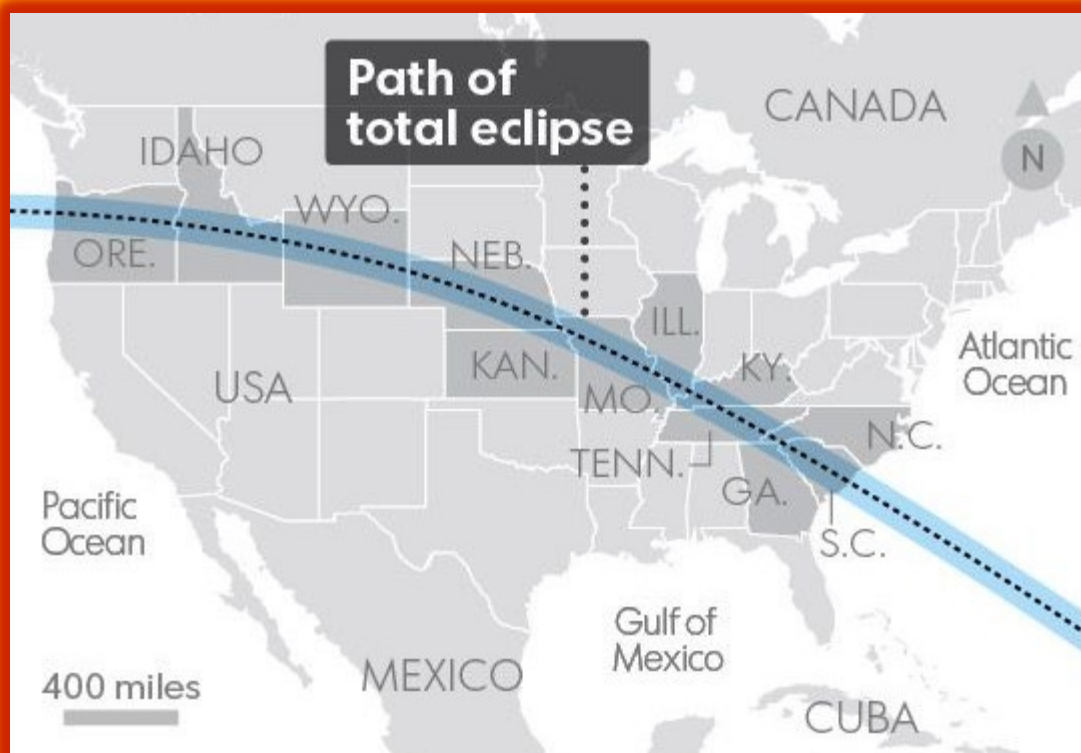 Path of
total eclipse
CANADA
N
IDAHO
WYO.
ORE.
NEB.
ILL.
KAN.
KY.
USA
MO.
Atlantic
Ocean
N.C.
TENN.
GA.
S.C.
Pacific
Ocean
Gulf of
Mexico
MEXICO
400 miles
CUBA